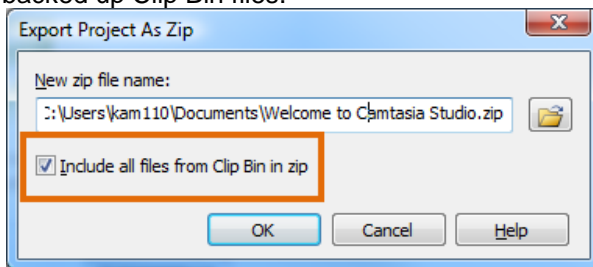 backed up Clip Bin files.
Export Project As Zip
New zip file name:
C:\Users\kam110\Documents\Welcome to Camtasia Studio.zip
Include all files from Clip Bin in zip
OK Cancel Help